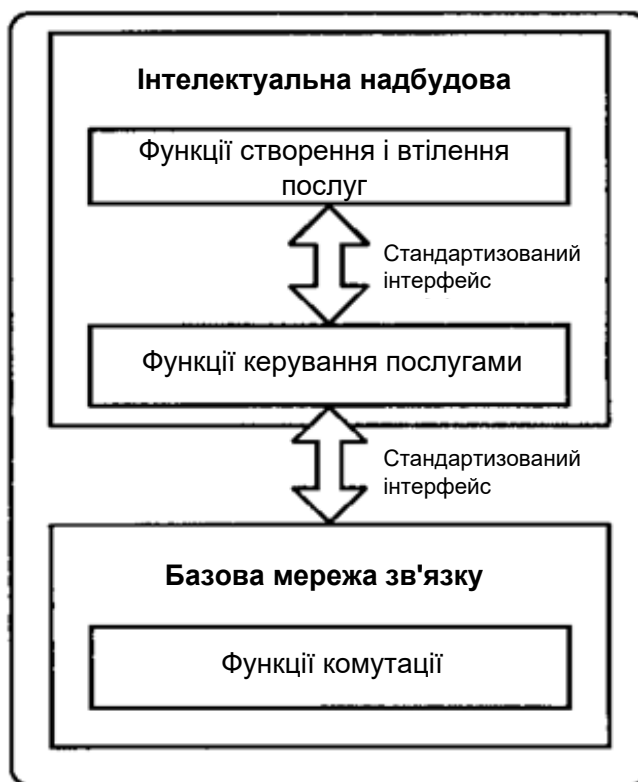 Інтелектуальна надбудова
Функції створення і втілення
послуг
Стандартизований
інтерфейс
Функції керування послугами
Стандартизований
інтерфейс
Базова мережа зв'язку
Функції комутації